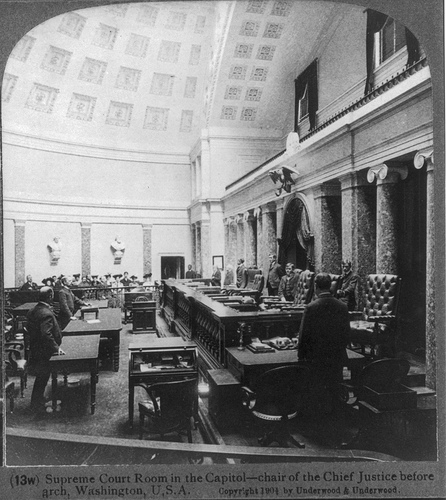 (13w) Supreme Court Room in the Capitol—chair of the Chief Justice before
arch, Washington, U.S.A. Copyright 1904 by Underwood & Underwood.